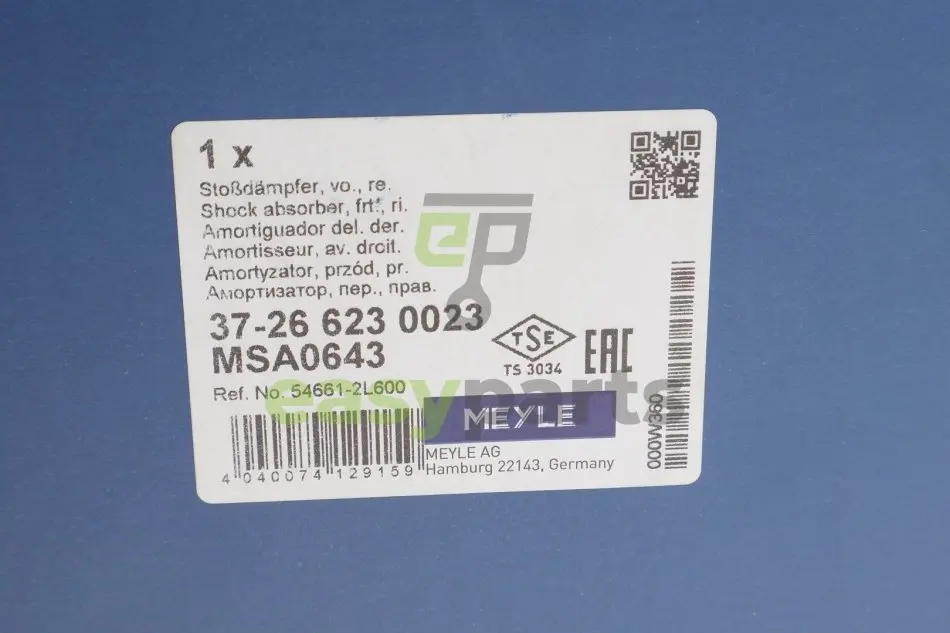 1 x
Stoßdämpfer, vo., re.
Shock absorber, frt., ri.
Amortiguador del. der.
Amortisseur, av. droit.
Amortyzator, przód, pr.
Амортизатор, пер., прав.
ep
37-26 623 0023
MSA0643
TSE
TS 3034
EAC
Ref. No. 54661-2L600
easyparts
MEYLE
MEYLE AG
Hamburg 22143, Germany
4 040074 129159
000W360